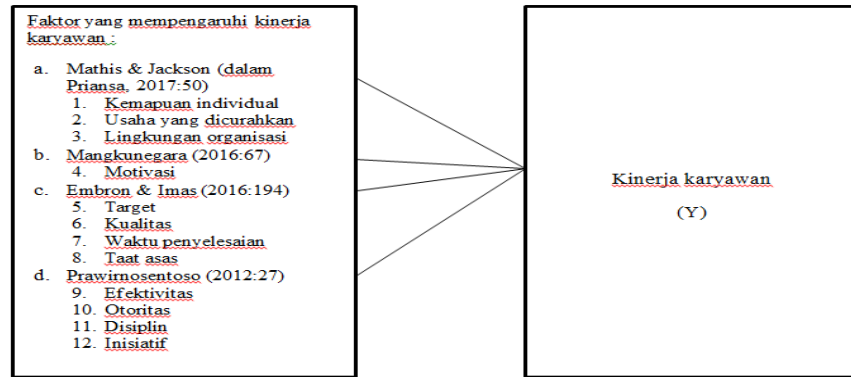 Faktor yang mempengaruhi kinerja
karyawan :
a. Mathis & Jackson (dalam
Priansa, 2017:50)
1. Kemapuan individual
2. Usaha yang dicurahkan
3. Lingkungan organisasi
b. Mangkunegara (2016:67)
4. Motivasi
c. Embron & Imas (2016:194)
5. Target
6. Kualitas
7. Waktu penyelesaian
8. Taat asas
d. Prawirnosentoso (2012:27)
9. Efektivitas
10. Otoritas
11. Disiplin
12. Inisiatif
Kinerja karyawan
(Y)